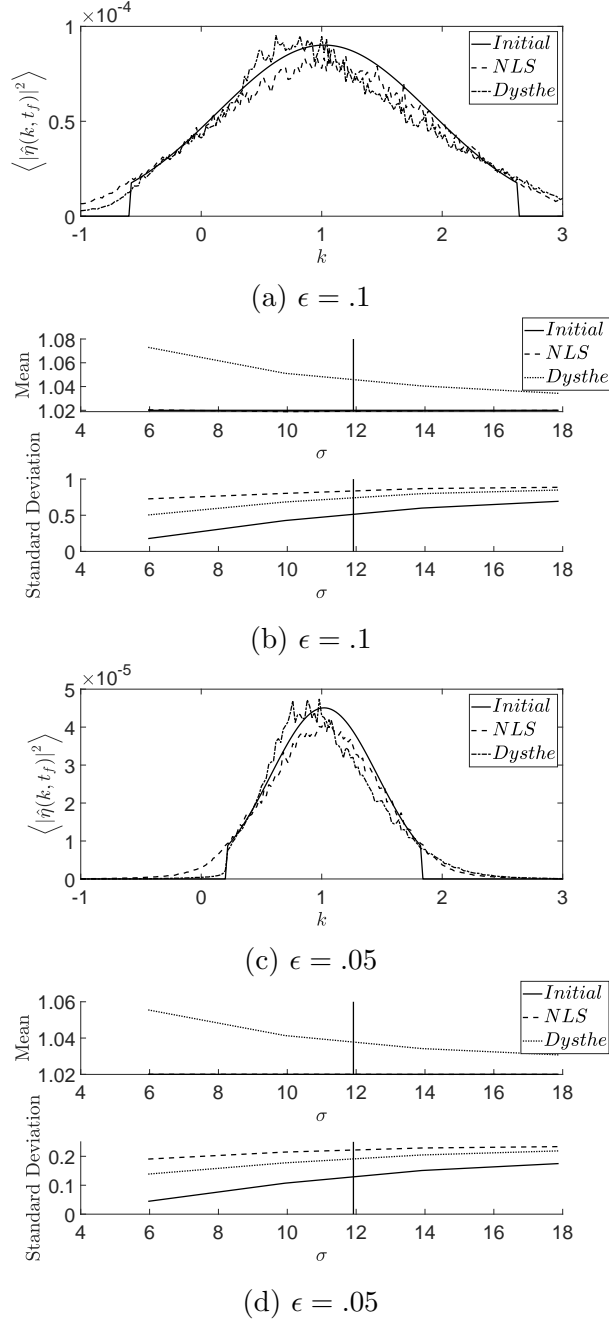 ×10⁻⁴
1
0.5
0
⟨|η̂(k, t_f)|²⟩
Initial
NLS
Dysthe
-1 0 1 2 3
k
(a) ϵ = .1
1.08
1.06
1.04
1.02
Mean
Initial
NLS
Dysthe
4 6 8 10 12 14 16 18
σ
1
0.5
0
Standard Deviation
4 6 8 10 12 14 16 18
σ
(b) ϵ = .1
×10⁻⁵
5
4
3
2
1
0
⟨|η̂(k, t_f)|²⟩
Initial
NLS
Dysthe
-1 0 1 2 3
k
(c) ϵ = .05
1.06
1.04
1.02
Mean
Initial
NLS
Dysthe
4 6 8 10 12 14 16 18
σ
0.2
0.1
0
Standard Deviation
4 6 8 10 12 14 16 18
σ
(d) ϵ = .05